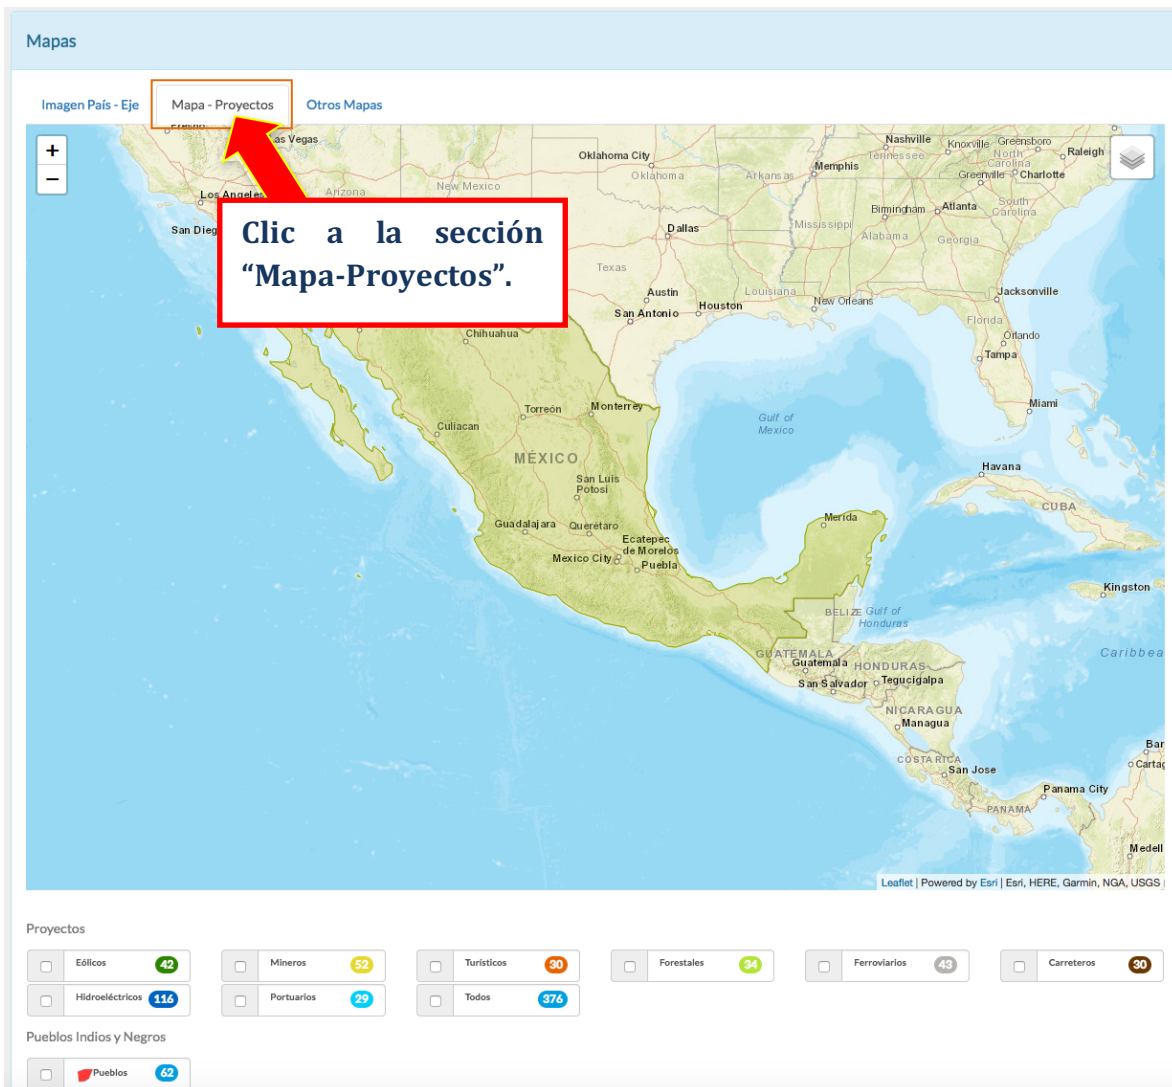 Mapas
Imagen País - Eje
Mapa - Proyectos
Otros Mapas
+
−
Clic a la sección
“Mapa-Proyectos”.
as Vegas
Los Angeles
San Dieg
Arizona
New Mexico
Oklahoma City
Oklahoma
Arkansas
Memphis
Nashville
Tennessee
Knoxville
Greensboro
North
Carolina
Raleigh
Greenville
Charlotte
South
Carolina
Birmingham
Atlanta
Mississippi
Alabama
Georgia
Dallas
Texas
Austin
San Antonio
Houston
Louisiana
New Orleans
Jacksonville
Florida
Orlando
Tampa
Miami
Chihuahua
Torreón
Monterrey
Culiacan
MÉXICO
San Luis
Potosí
Gulf of
Mexico
Havana
CUBA
Guadalajara
Queretaro
Ecatepec
de Morelos
Mexico City
Puebla
Merida
Kingston
BELIZE
Gulf of
Honduras
Caribbea
GUATEMALA
Guatemala
HONDURAS
San Salvador
Tegucigalpa
NICARAGUA
Managua
COSTA RICA
San Jose
Bar
Cartag
Panama City
PANAMA
Medell
Leaflet | Powered by Esri | Esri, HERE, Garmin, NGA, USGS
Proyectos
Eólicos 42
Mineros 52
Turísticos 30
Forestales 34
Ferroviarios 43
Carreteros 30
Hidroeléctricos 116
Portuarios 29
Todos 376
Pueblos Indios y Negros
Pueblos 62